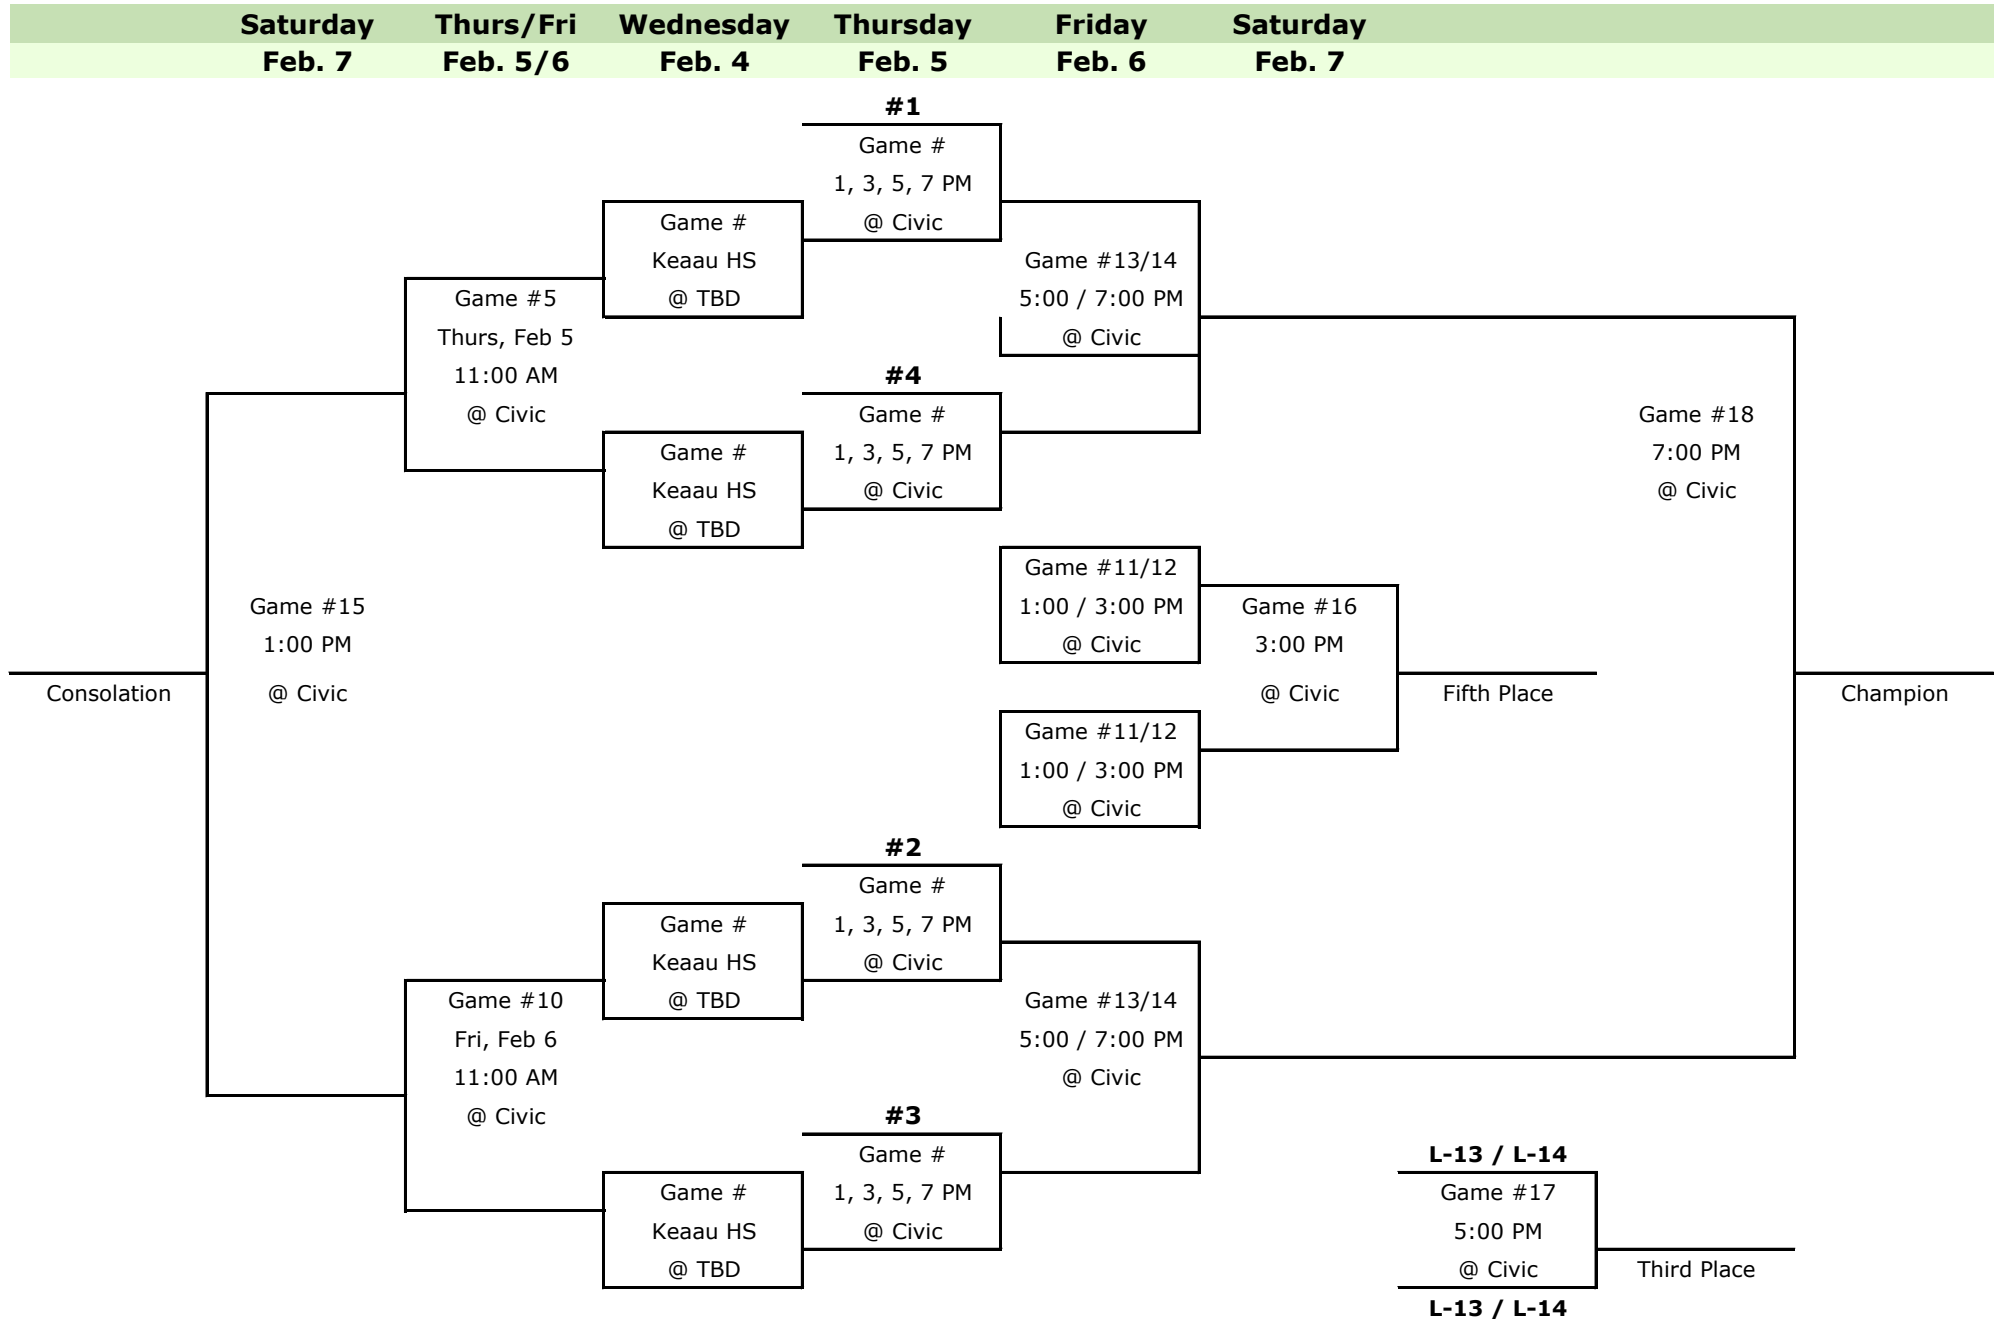 Saturday Thurs/Fri Wednesday Thursday Friday Saturday
Feb. 7 Feb. 5/6 Feb. 4 Feb. 5 Feb. 6 Feb. 7
#1
Game #
1, 3, 5, 7 PM
@ Civic
Game #
Keaau HS
@ TBD
Game #13/14
5:00 / 7:00 PM
@ Civic
Game #5
Thurs, Feb 5
11:00 AM
@ Civic
#4
Game #
1, 3, 5, 7 PM
@ Civic
Game #
Keaau HS
@ TBD
Game #18
7:00 PM
@ Civic
Game #11/12
1:00 / 3:00 PM
@ Civic
Game #15
1:00 PM
@ Civic
Consolation
Game #16
3:00 PM
@ Civic
Fifth Place
Champion
Game #11/12
1:00 / 3:00 PM
@ Civic
#2
Game #
1, 3, 5, 7 PM
@ Civic
Game #
Keaau HS
@ TBD
Game #10
Fri, Feb 6
11:00 AM
@ Civic
Game #13/14
5:00 / 7:00 PM
@ Civic
#3
Game #
1, 3, 5, 7 PM
@ Civic
Game #
Keaau HS
@ TBD
L-13 / L-14
Game #17
5:00 PM
@ Civic
Third Place
L-13 / L-14